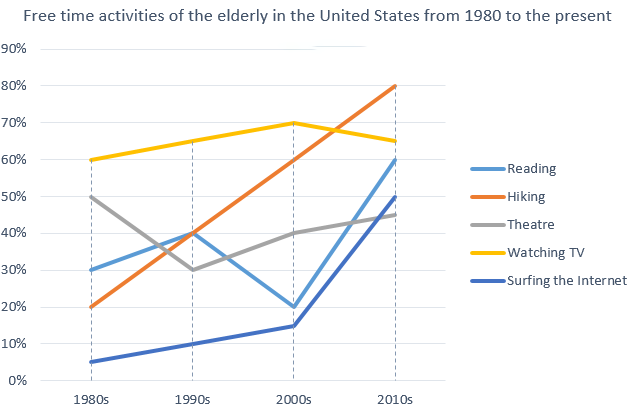 Free time activities of the elderly in the United States from 1980 to the present
90%
80%
70%
60%
50%
40%
30%
20%
10%
0%
1980s
1990s
2000s
2010s
Reading
Hiking
Theatre
Watching TV
Surfing the Internet